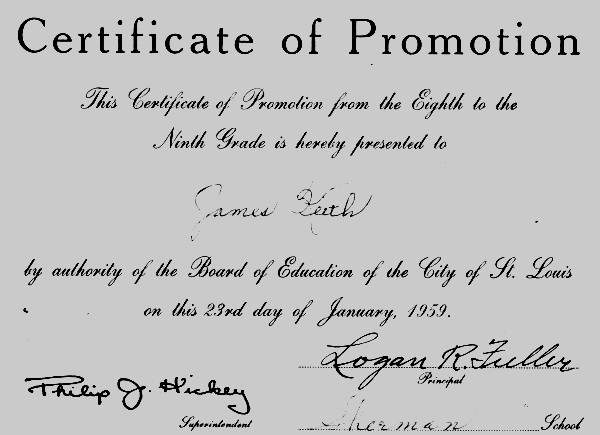 Certificate of Promotion
This Certificate of Promotion from the Eighth to the
Ninth Grade is hereby presented to
James Keith
by authority of the Board of Education of the City of St. Louis
on this 23rd day of January, 1959.
Logan R. Fuller
Principal
Philip J. Hickey
Superintendent
Sherman School